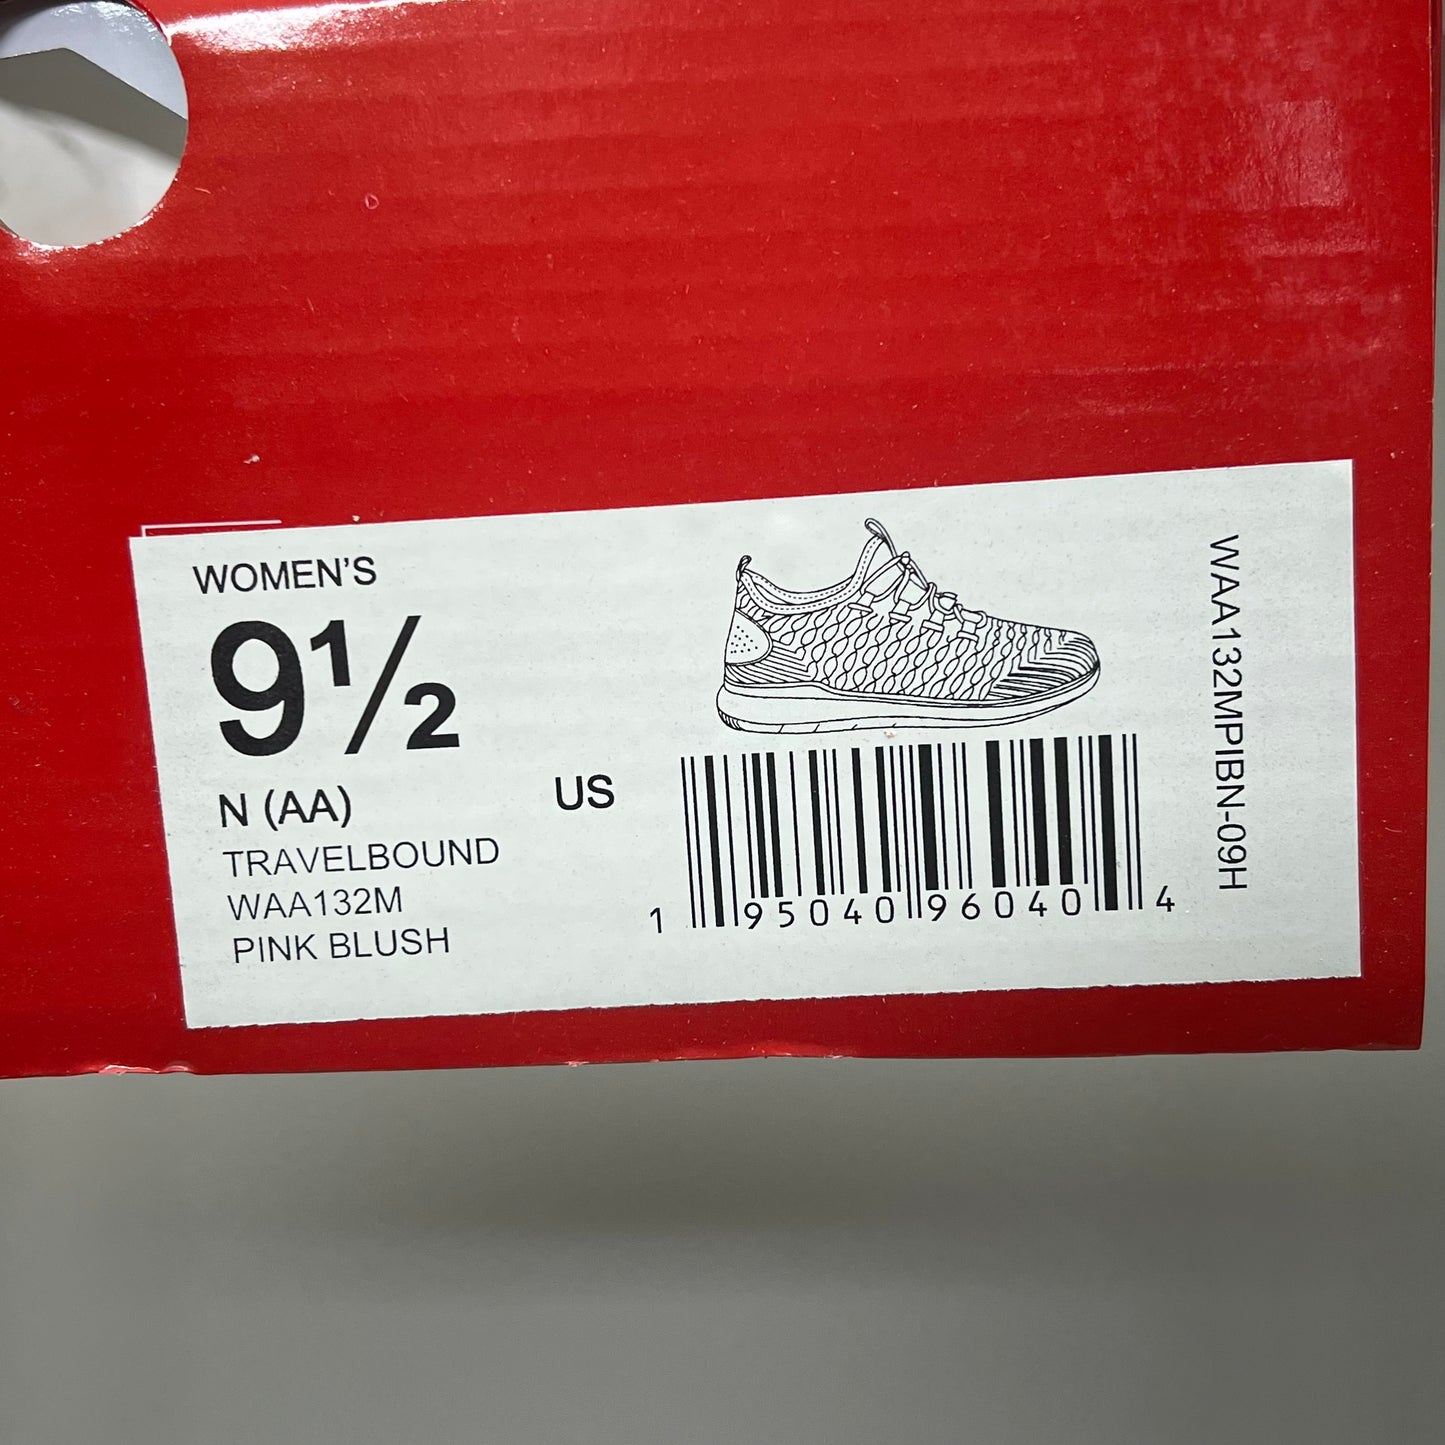 WOMEN'S
9½
N (AA)
US
TRAVELBOUND
WAA132M
PINK BLUSH
1 95040 96040 4
WAA132MPIBN-09H